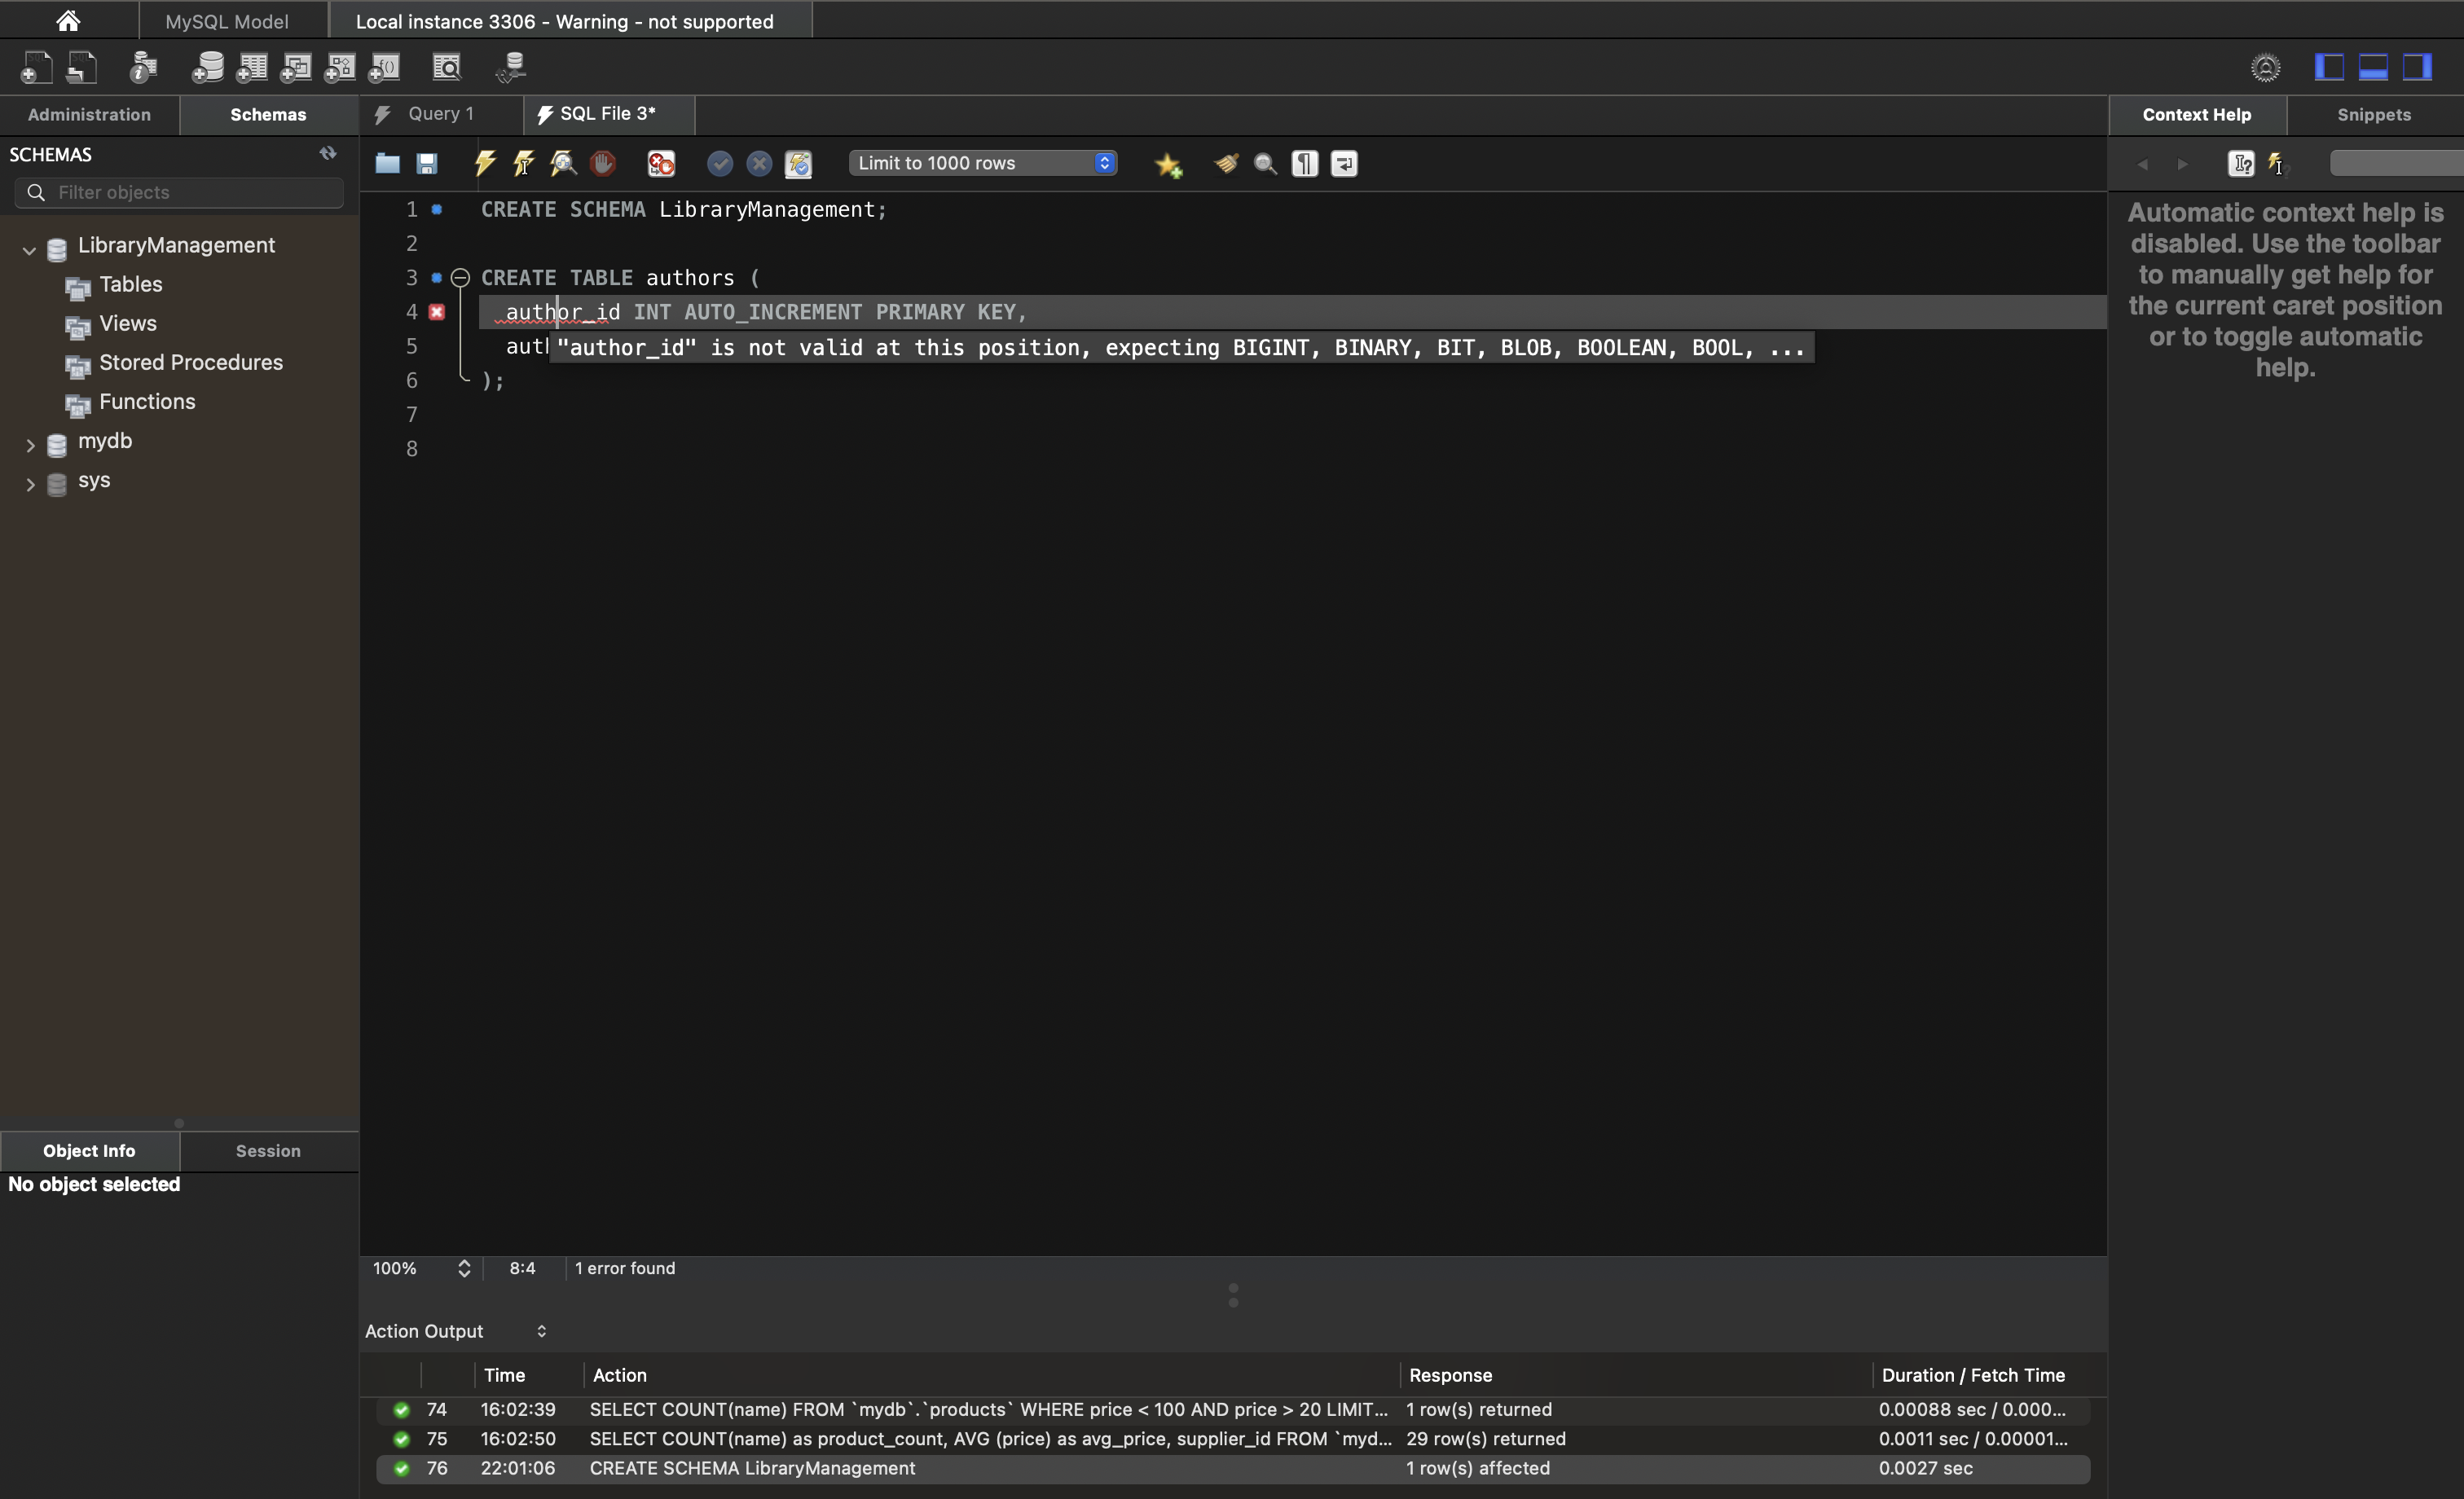 MySQL Model
Local instance 3306 - Warning - not supported
Administration
Schemas
Query 1
SQL File 3*
Context Help
Snippets
SCHEMAS
Filter objects
Limit to 1000 rows
LibraryManagement
Tables
Views
Stored Procedures
Functions
mydb
sys
1 CREATE SCHEMA LibraryManagement;
2
3 CREATE TABLE authors (
4 author_id INT AUTO_INCREMENT PRIMARY KEY,
5
"author_id" is not valid at this position, expecting BIGINT, BINARY, BIT, BLOB, BOOLEAN, BOOL, ...
6 );
7
8
Automatic context help is
disabled. Use the toolbar
to manually get help for
the current caret position
or to toggle automatic
help.
Object Info
Session
No object selected
100%
8:4
1 error found
Action Output
Time Action Response Duration / Fetch Time
74 16:02:39 SELECT COUNT(name) FROM `mydb`.`products` WHERE price < 100 AND price > 20 LIMIT... 1 row(s) returned 0.00088 sec / 0.000...
75 16:02:50 SELECT COUNT(name) as product_count, AVG (price) as avg_price, supplier_id FROM `myd... 29 row(s) returned 0.0011 sec / 0.00001...
76 22:01:06 CREATE SCHEMA LibraryManagement 1 row(s) affected 0.0027 sec